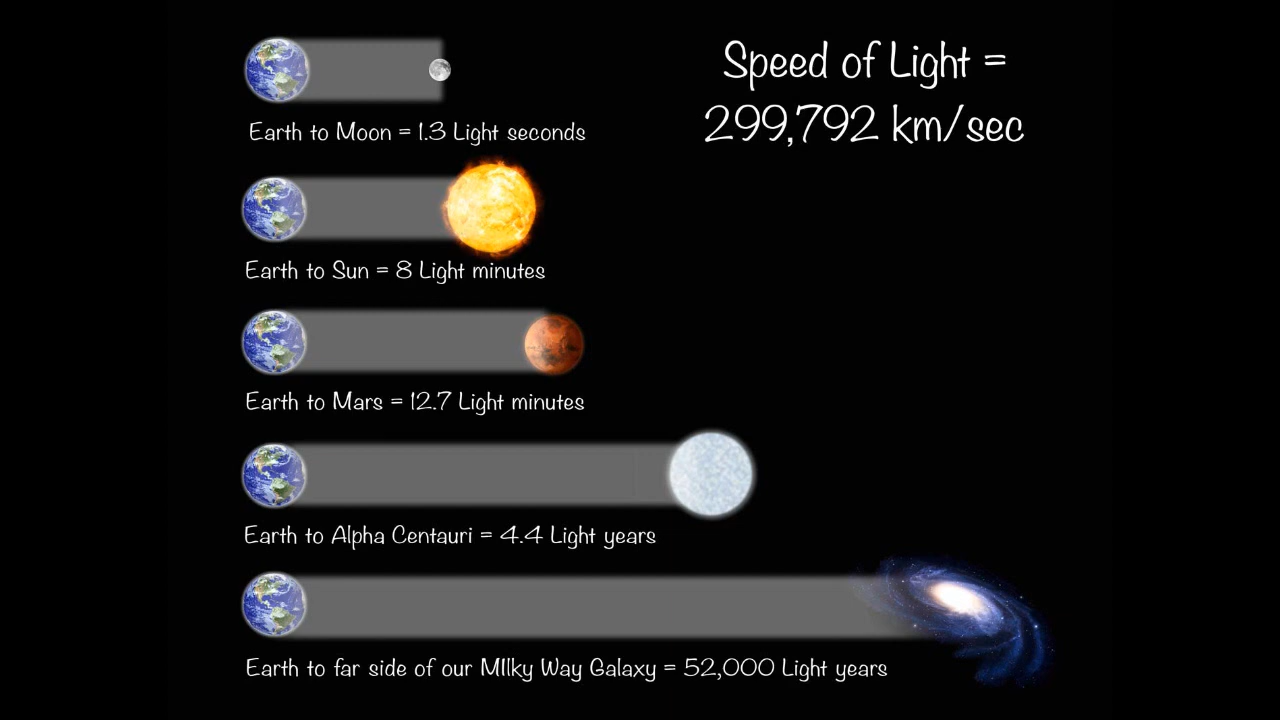 Speed of Light =
299,792 km/sec
Earth to Moon = 1.3 Light seconds
Earth to Sun = 8 Light minutes
Earth to Mars = 12.7 Light minutes
Earth to Alpha Centauri = 4.4 Light years
Earth to far side of our MIlky Way Galaxy = 52,000 Light years